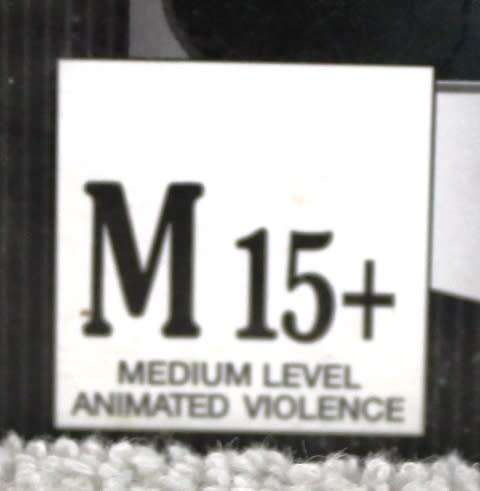 M 15+
MEDIUM LEVEL
ANIMATED VIOLENCE